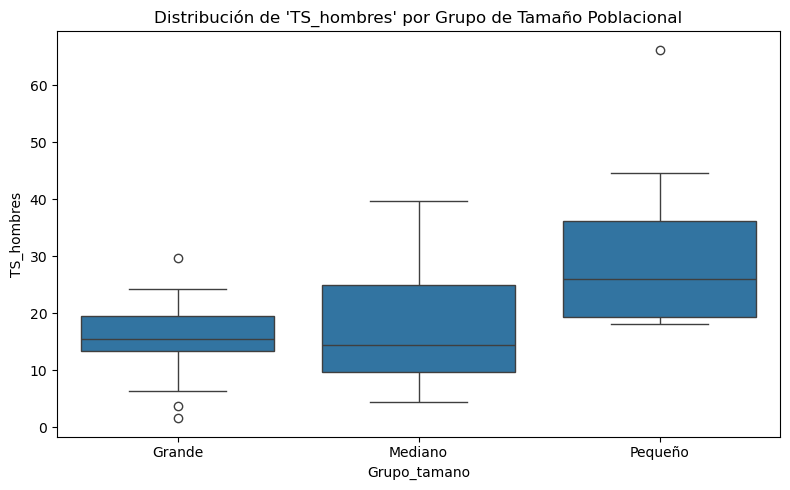 Distribución de 'TS_hombres' por Grupo de Tamaño Poblacional
TS_hombres
60
50
40
30
20
10
0
Grande Mediano Pequeño
Grupo_tamano